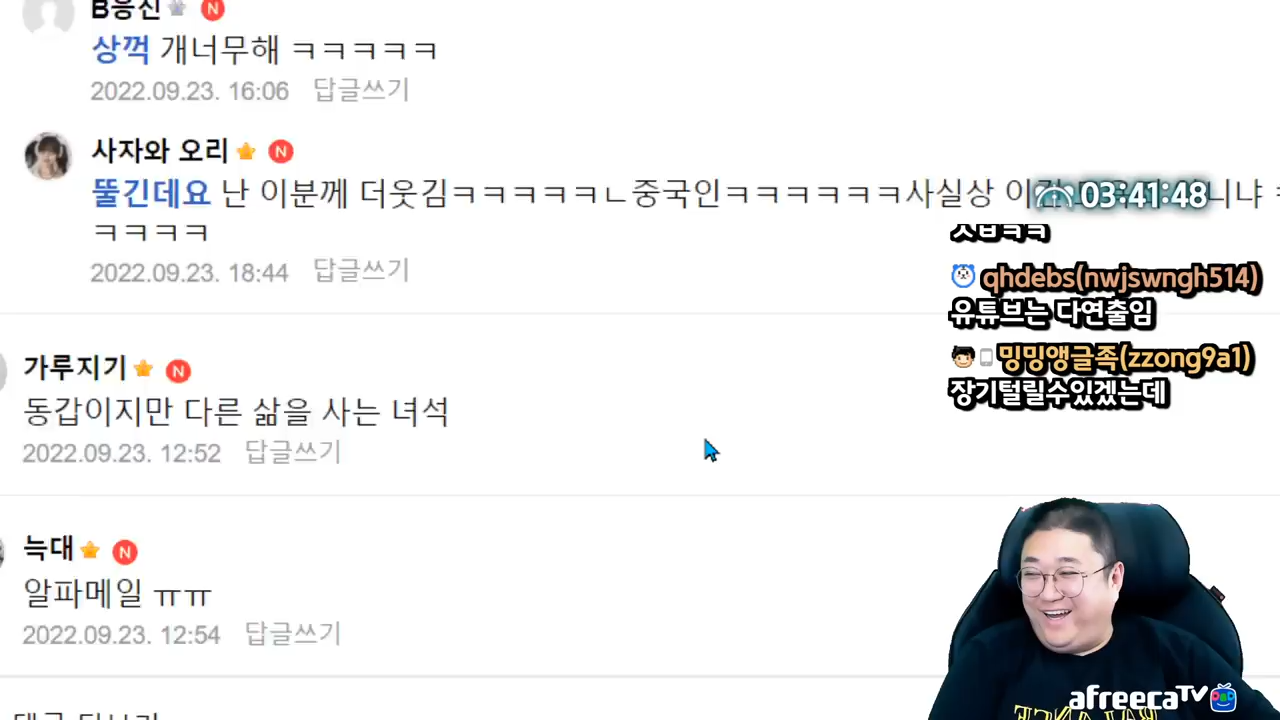 B응신 N
상꺽 개너무해 ㅋㅋㅋㅋㅋ
2022.09.23. 16:06 답글쓰기
사자와 오리 N
뚤긴데요 난 이분께 더웃김ㅋㅋㅋㅋㅋㄴ중국인ㅋㅋㅋㅋㅋㅋ사실상
ㅋㅋㅋㅋ
2022.09.23. 18:44 답글쓰기
가루지기 N
동갑이지만 다른 삶을 사는 녀석
2022.09.23. 12:52 답글쓰기
늑대 N
알파메일 ㅠㅠ
2022.09.23. 12:54 답글쓰기
03:41:48
qhdebs(nwjswngh514)
유튜브는 다연출임
밍밍앵글족(zzong9a1)
장기털릴수있겠는데
afreecaTV